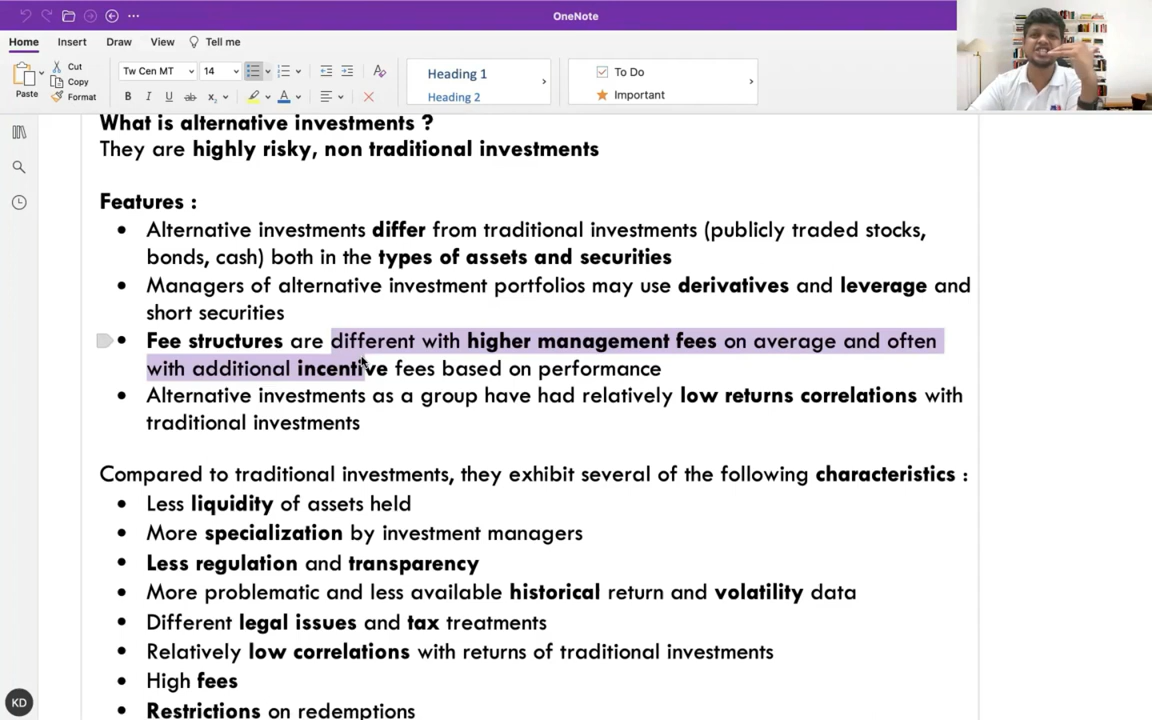 OneNote
Home Insert Draw View Tell me
Paste
Cut
Copy
Format
Tw Cen MT 14
B I U ab x₂ A
Heading 1
Heading 2
To Do
Important
What is alternative investments ?
They are highly risky, non traditional investments
Features :
• Alternative investments differ from traditional investments (publicly traded stocks,
bonds, cash) both in the types of assets and securities
• Managers of alternative investment portfolios may use derivatives and leverage and
short securities
• Fee structures are different with higher management fees on average and often
with additional incentive fees based on performance
• Alternative investments as a group have had relatively low returns correlations with
traditional investments
Compared to traditional investments, they exhibit several of the following characteristics :
• Less liquidity of assets held
• More specialization by investment managers
• Less regulation and transparency
• More problematic and less available historical return and volatility data
• Different legal issues and tax treatments
• Relatively low correlations with returns of traditional investments
• High fees
• Restrictions on redemptions
KD